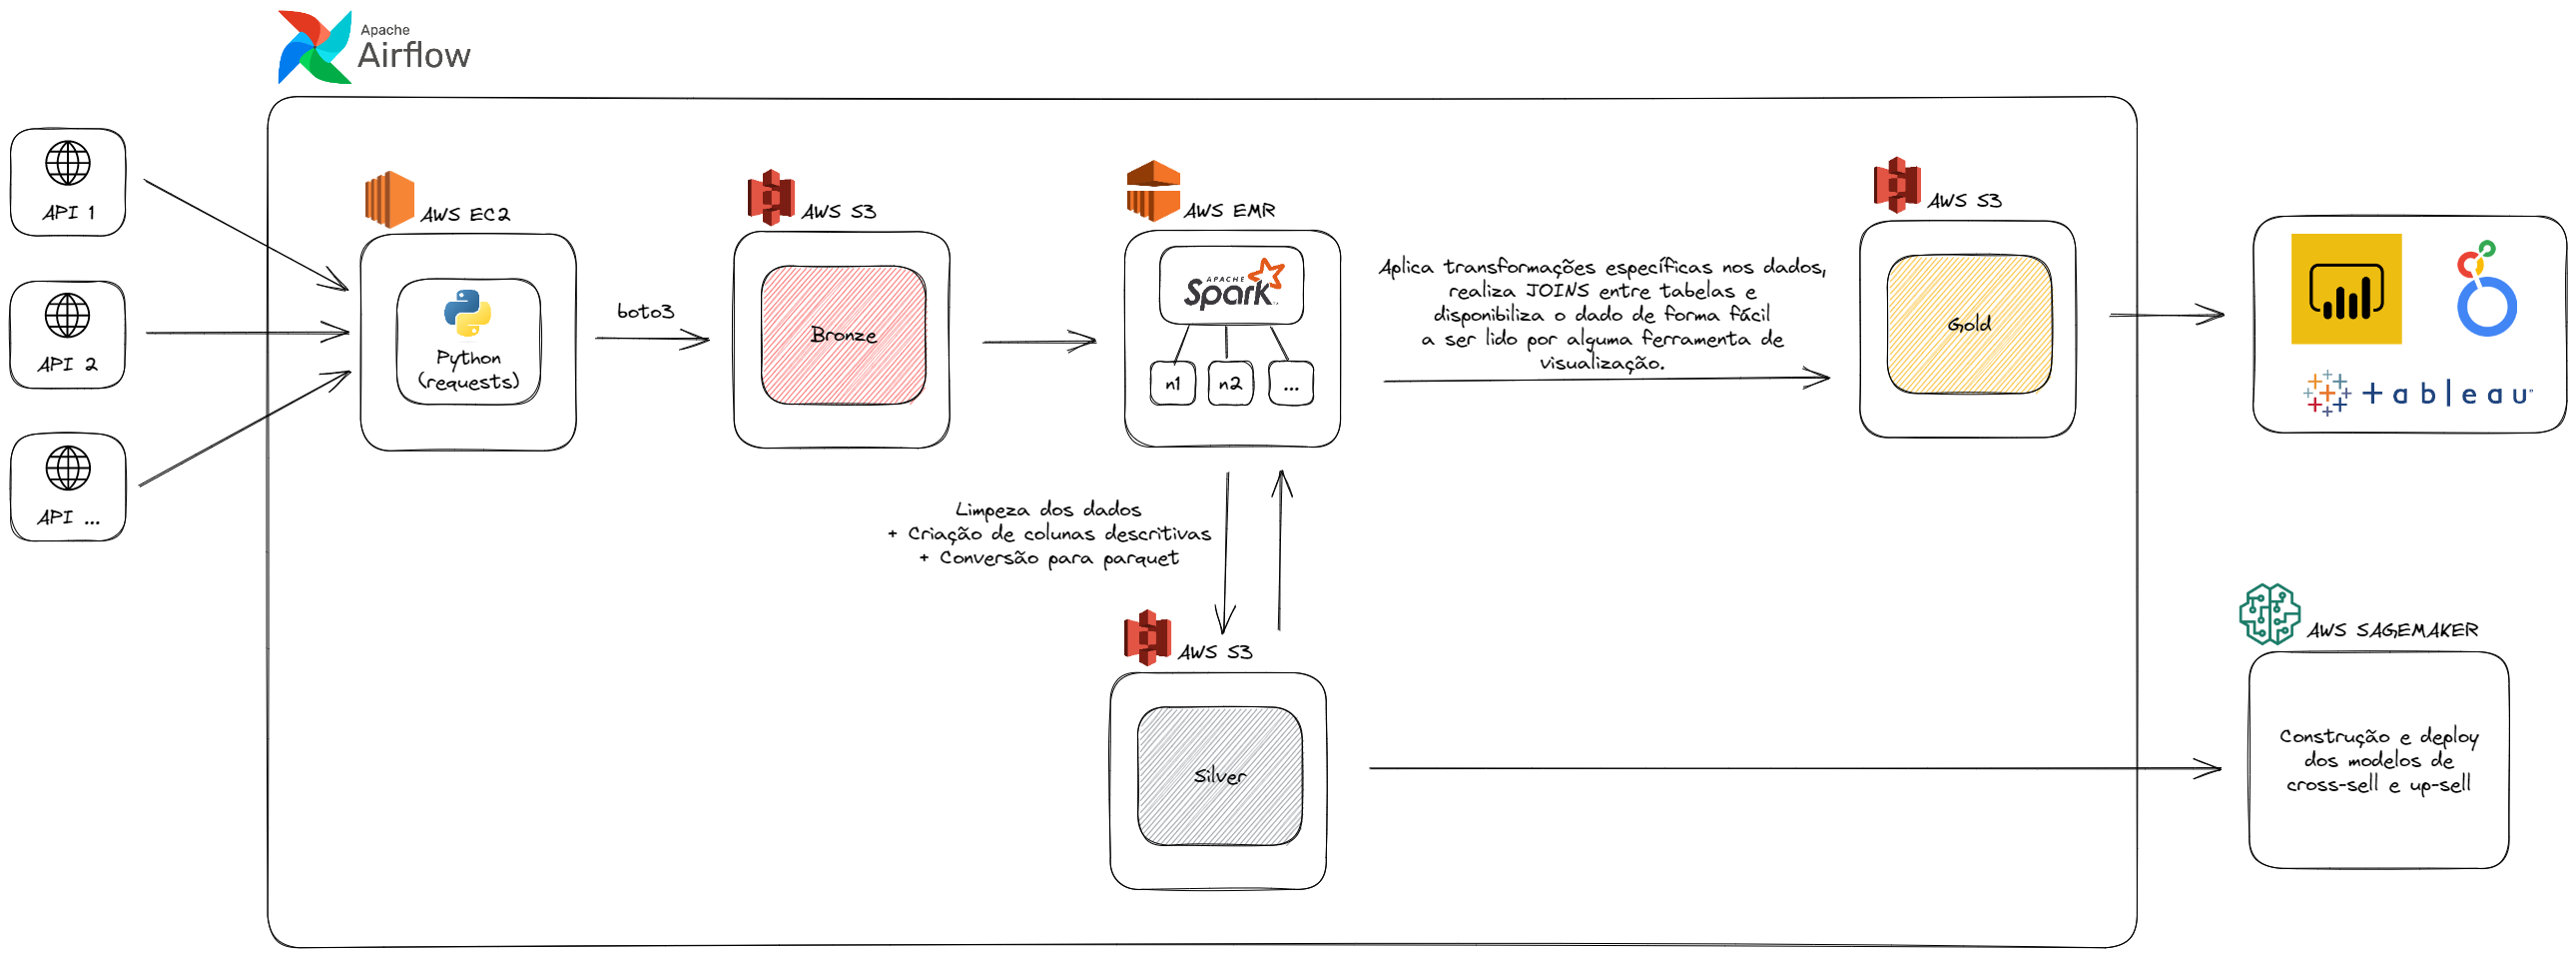 Apache
Airflow
API 1
API 2
API ...
AWS EC2
Python
(requests)
boto3
AWS S3
Bronze
AWS EMR
APACHE
Spark
n1
n2
...
Aplica transformações específicas nos dados,
realiza JOINS entre tabelas e
disponibiliza o dado de forma fácil
a ser lido por alguma ferramenta de
visualização.
AWS S3
Gold
+ableau
Limpeza dos dados
+ Criação de colunas descritivas
+ Conversão para parquet
AWS S3
Silver
AWS SAGEMAKER
Construção e deploy
dos modelos de
cross-sell e up-sell